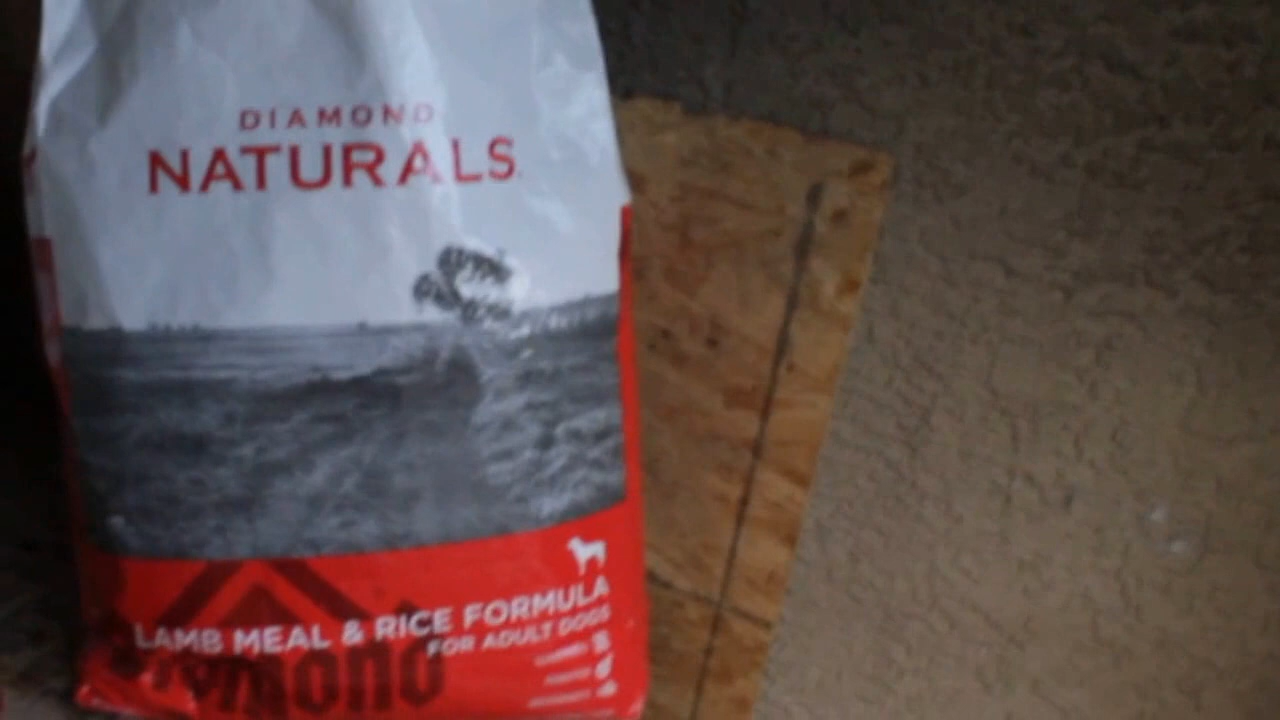 DIAMOND
NATURALS
LAMB MEAL & RICE FORMULA
FOR ADULT DOGS